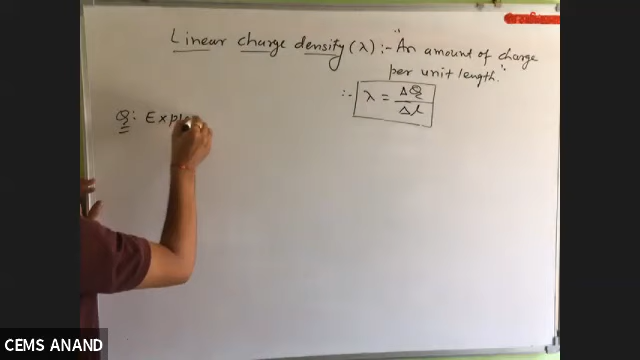 Linear charge density (λ) :- "An amount of charge
per unit length."
∴ λ = ΔQ/Δl
Q: Expl
CEMS ANAND